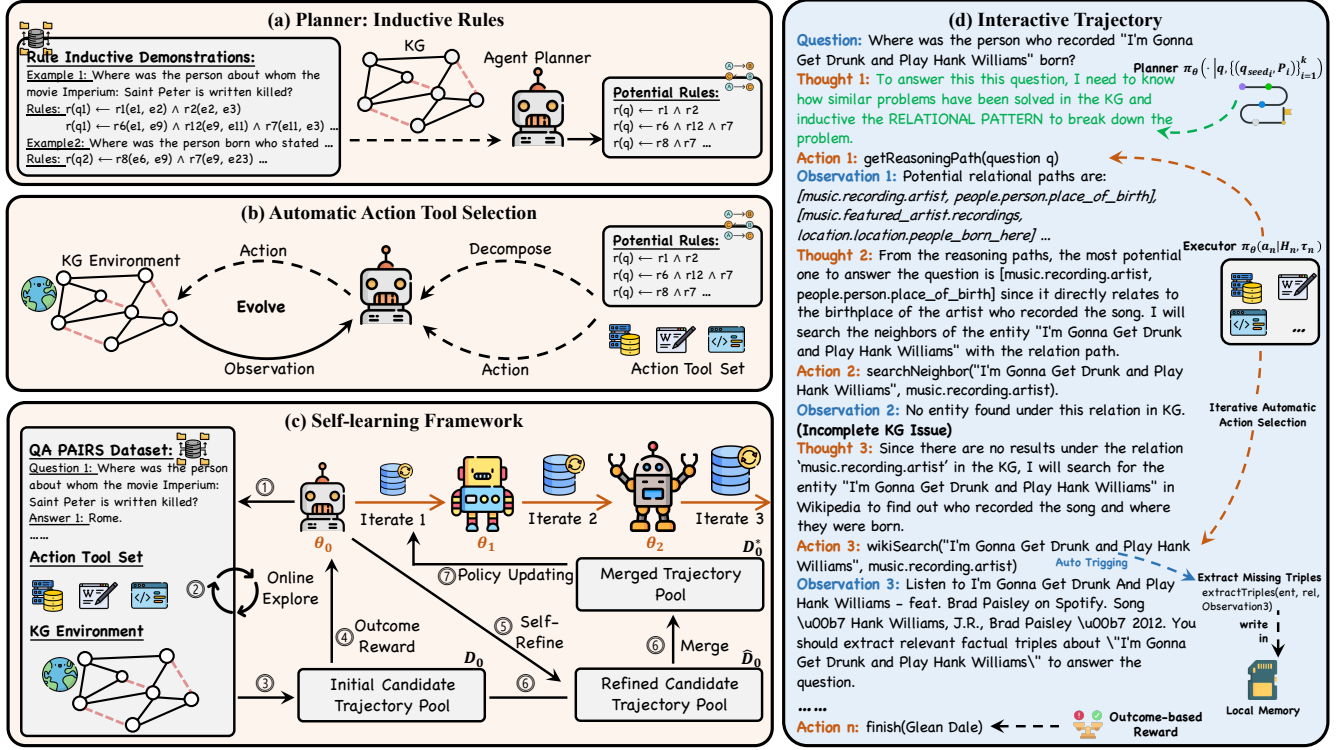 (a) Planner: Inductive Rules
Rule Inductive Demonstrations:
Example 1: Where was the person about whom the
movie Imperium: Saint Peter is written killed?
Rules: r(q1) ← r1(e1, e2) ∧ r2(e2, e3)
r(q1) ← r6(e1, e9) ∧ r12(e9, e11) ∧ r7(e11, e3) ...
Example2: Where was the person born who stated ...
Rules: r(q2) ← r8(e6, e9) ∧ r7(e9, e23) ...
KG
Agent Planner
Potential Rules:
r(q) ← r1 ∧ r2
r(q) ← r6 ∧ r12 ∧ r7
r(q) ← r8 ∧ r7 ...
(b) Automatic Action Tool Selection
KG Environment
Action
Evolve
Observation
Decompose
Action
Potential Rules:
r(q) ← r1 ∧ r2
r(q) ← r6 ∧ r12 ∧ r7
r(q) ← r8 ∧ r7 ...
Action Tool Set
(c) Self-learning Framework
QA PAIRS Dataset:
Question 1: Where was the person
about whom the movie Imperium:
Saint Peter is written killed?
Answer 1: Rome.
......
Action Tool Set
KG Environment
①
② Online
Explore
③
④ Outcome
Reward
⑤ Self-
Refine
⑥
⑥ Merge
⑦ Policy Updating
θ₀
Iterate 1
θ₁
Iterate 2
θ₂
Iterate 3
D₀*
Merged Trajectory
Pool
D₀
Initial Candidate
Trajectory Pool
D̂₀
Refined Candidate
Trajectory Pool
(d) Interactive Trajectory
Question: Where was the person who recorded "I'm Gonna
Get Drunk and Play Hank Williams" born?
Planner π_θ(·|q, {(q_seed_i, P_i)}_{i=1}^k)
Thought 1: To answer this this question, I need to know
how similar problems have been solved in the KG and
inductive the RELATIONAL PATTERN to break down the
problem.
Action 1: getReasoningPath(question q)
Observation 1: Potential relational paths are:
[music.recording.artist, people.person.place_of_birth],
[music.featured_artist.recordings,
location.location.people_born_here] ...
Executor π_θ(a_n|H_n, τ_n)
...
Thought 2: From the reasoning paths, the most potential
one to answer the question is [music.recording.artist,
people.person.place_of_birth] since it directly relates to
the birthplace of the artist who recorded the song. I will
search the neighbors of the entity "I'm Gonna Get Drunk
and Play Hank Williams" with the relation path.
Action 2: searchNeighbor("I'm Gonna Get Drunk and Play
Hank Williams", music.recording.artist).
Observation 2: No entity found under this relation in KG.
(Incomplete KG Issue)
Iterative Automatic
Action Selection
Thought 3: Since there are no results under the relation
'music.recording.artist' in the KG, I will search for the
entity "I'm Gonna Get Drunk and Play Hank Williams" in
Wikipedia to find out who recorded the song and where
they were born.
Action 3: wikiSearch("I'm Gonna Get Drunk and Play Hank
Williams", music.recording.artist)
Auto Trigging
Extract Missing Triples
extractTriples(ent, rel,
Observation3)
write
in
Local Memory
Observation 3: Listen to I'm Gonna Get Drunk And Play
Hank Williams – feat. Brad Paisley on Spotify. Song
\u00b7 Hank Williams, J.R., Brad Paisley \u00b7 2012. You
should extract relevant factual triples about \"I'm Gonna
Get Drunk and Play Hank Williams\" to answer the
question.
......
Action n: finish(Glean Dale)
Outcome-based
Reward